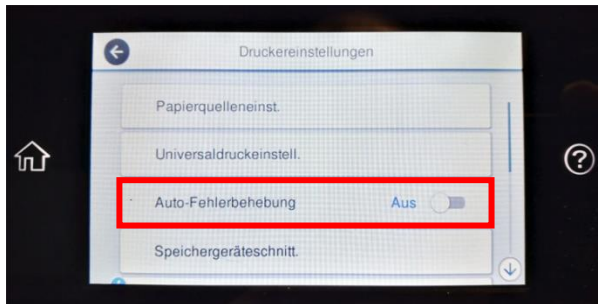 Druckereinstellungen
Papierquelleneinst.
Universaldruckeinstell.
Auto-Fehlerbehebung Aus
Speichergeräteschnitt.
?